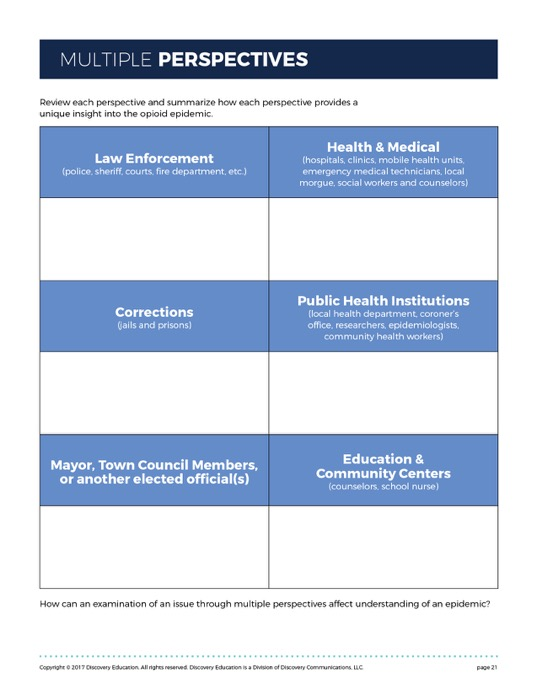 MULTIPLE PERSPECTIVES
Review each perspective and summarize how each perspective provides a
unique insight into the opioid epidemic.
Law Enforcement
(police, sheriff, courts, fire department, etc.)
Health & Medical
(hospitals, clinics, mobile health units,
emergency medical technicians, local
morgue, social workers and counselors)
Corrections
(jails and prisons)
Public Health Institutions
(local health department, coroner's
office, researchers, epidemiologists,
community health workers)
Mayor, Town Council Members,
or another elected official(s)
Education &
Community Centers
(counselors, school nurse)
How can an examination of an issue through multiple perspectives affect understanding of an epidemic?
Copyright © 2017 Discovery Education. All rights reserved. Discovery Education is a Division of Discovery Communications, LLC.
page 21